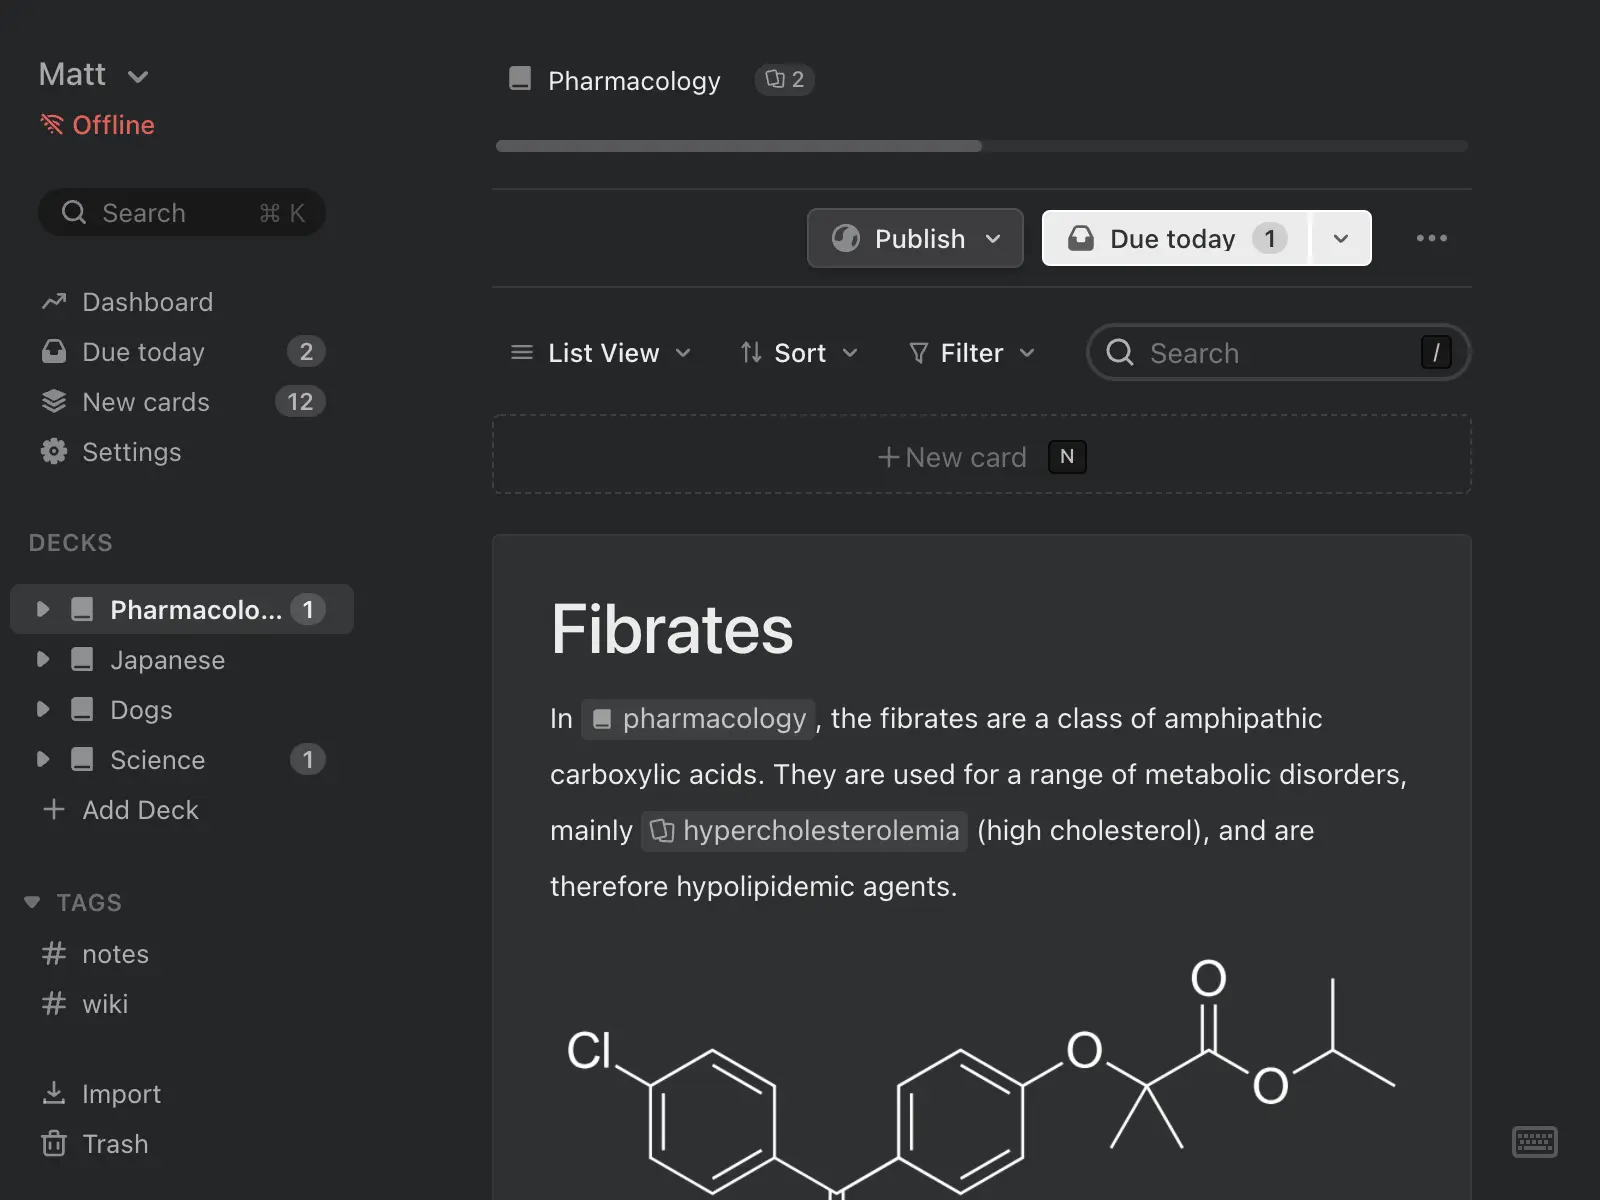 Matt
Offline
Search ⌘ K
Dashboard
Due today 2
New cards 12
Settings
DECKS
Pharmacolo... 1
Japanese
Dogs
Science 1
Add Deck
TAGS
# notes
# wiki
Import
Trash
Pharmacology 2
Publish Due today 1
List View Sort Filter Search /
+ New card N
Fibrates
In pharmacology, the fibrates are a class of amphipathic
carboxylic acids. They are used for a range of metabolic disorders,
mainly hypercholesterolemia (high cholesterol), and are
therefore hypolipidemic agents.
O
Cl O
O